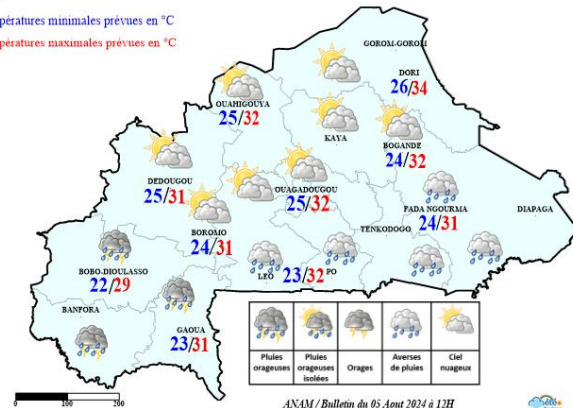 pératures minimales prévues en °C
pératures maximales prévues en °C
GOROM-GOROM
DORI
26/34
OUAHIGOUYA
25/32
KAYA
BOGANDE
24/32
DEDOUGOU
25/31
OUAGADOUGOU
25/32
BOROMO
24/31
FADA NGOURMA
24/31
DIAPAGA
TENKODOGO
BOBO-DIOULASSO
22/29
LEO
23/32
PO
BANFORA
GAOUA
23/31
Pluies orageuses
Pluies orageuses isolées
Orages
Averses de pluies
Ciel nuageux
100
200
ANAM / Bulletin du 05 Aout 2024 à 12H